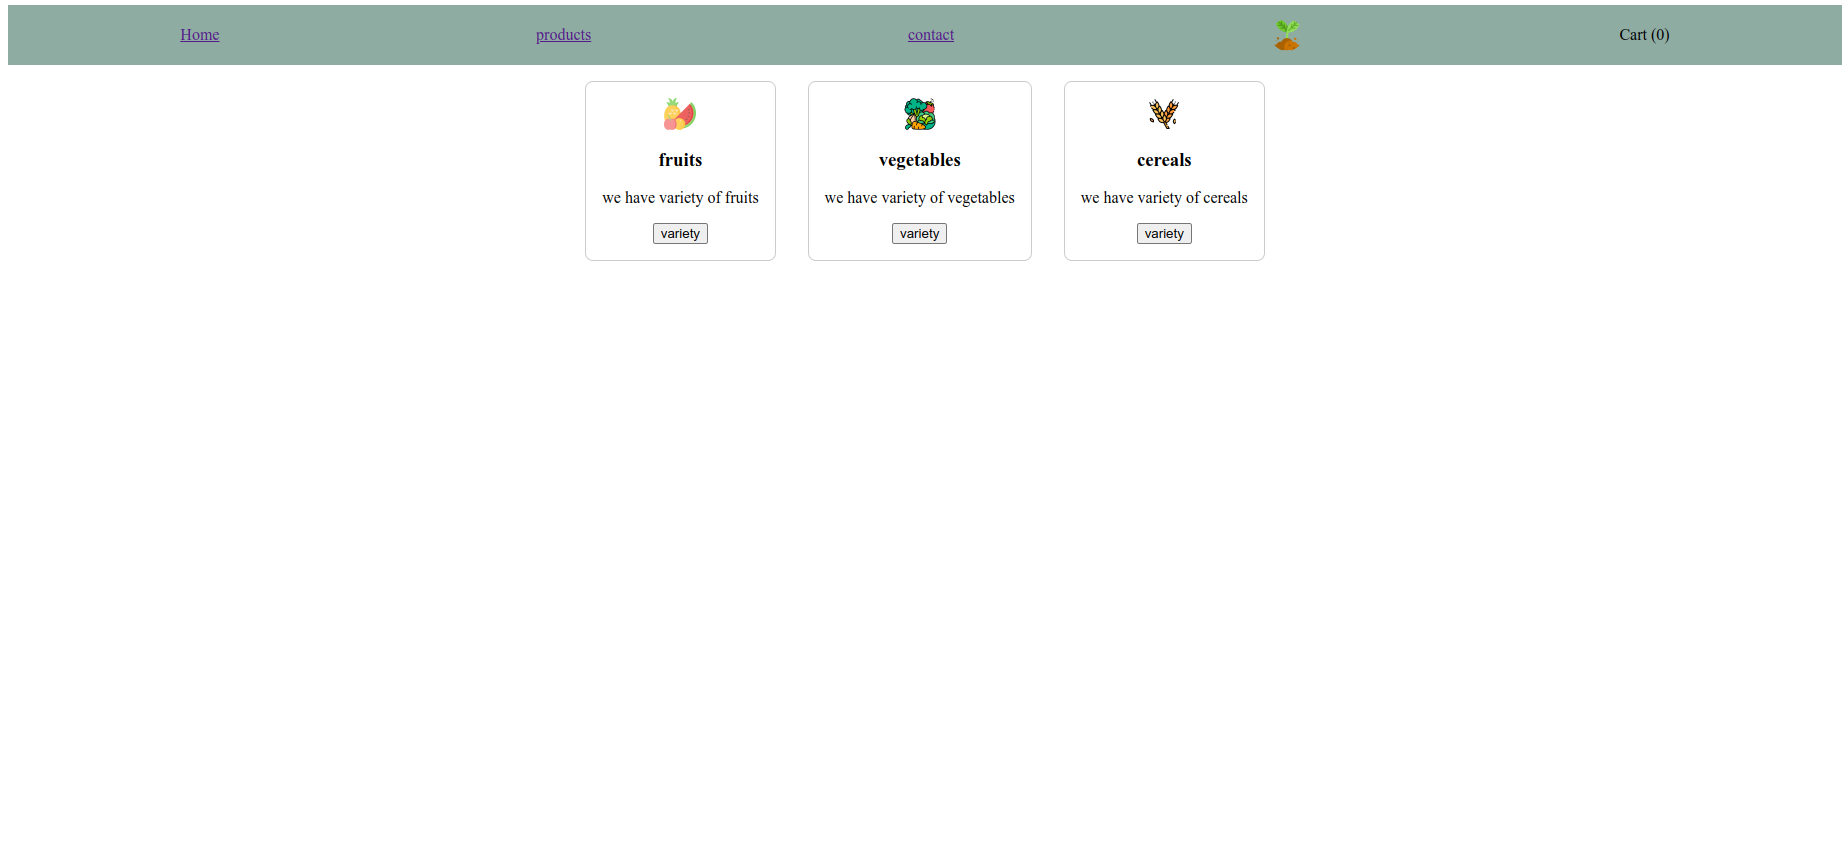 Home products contact Cart (0)
fruits vegetables cereals
we have variety of fruits we have variety of vegetables we have variety of cereals
variety variety variety